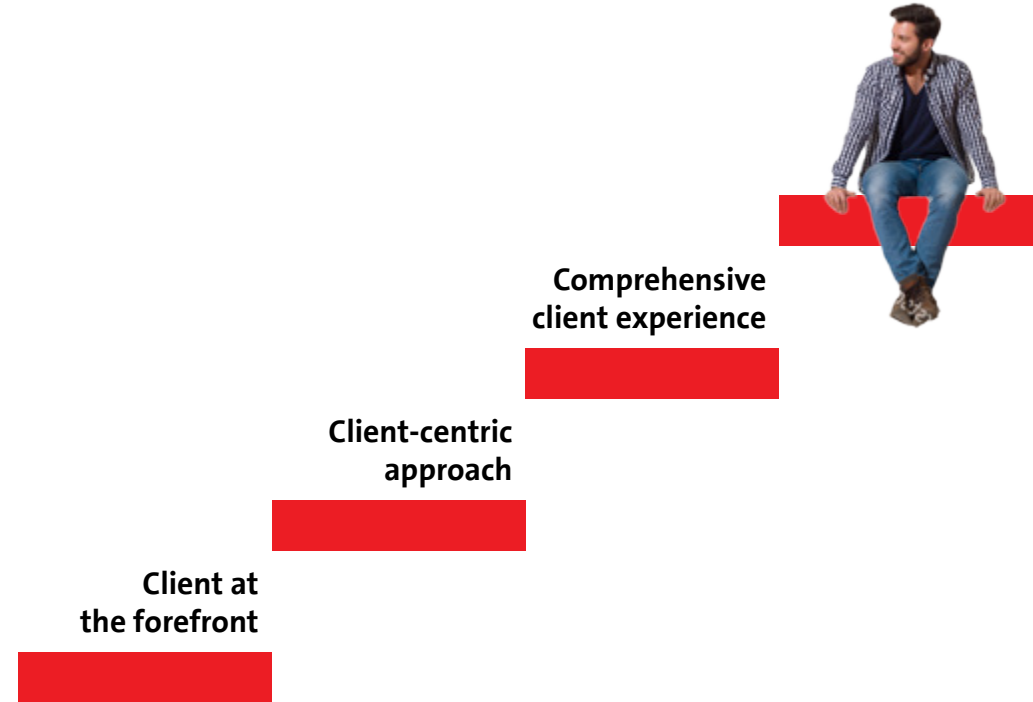 Comprehensive
client experience
Client-centric
approach
Client at
the forefront